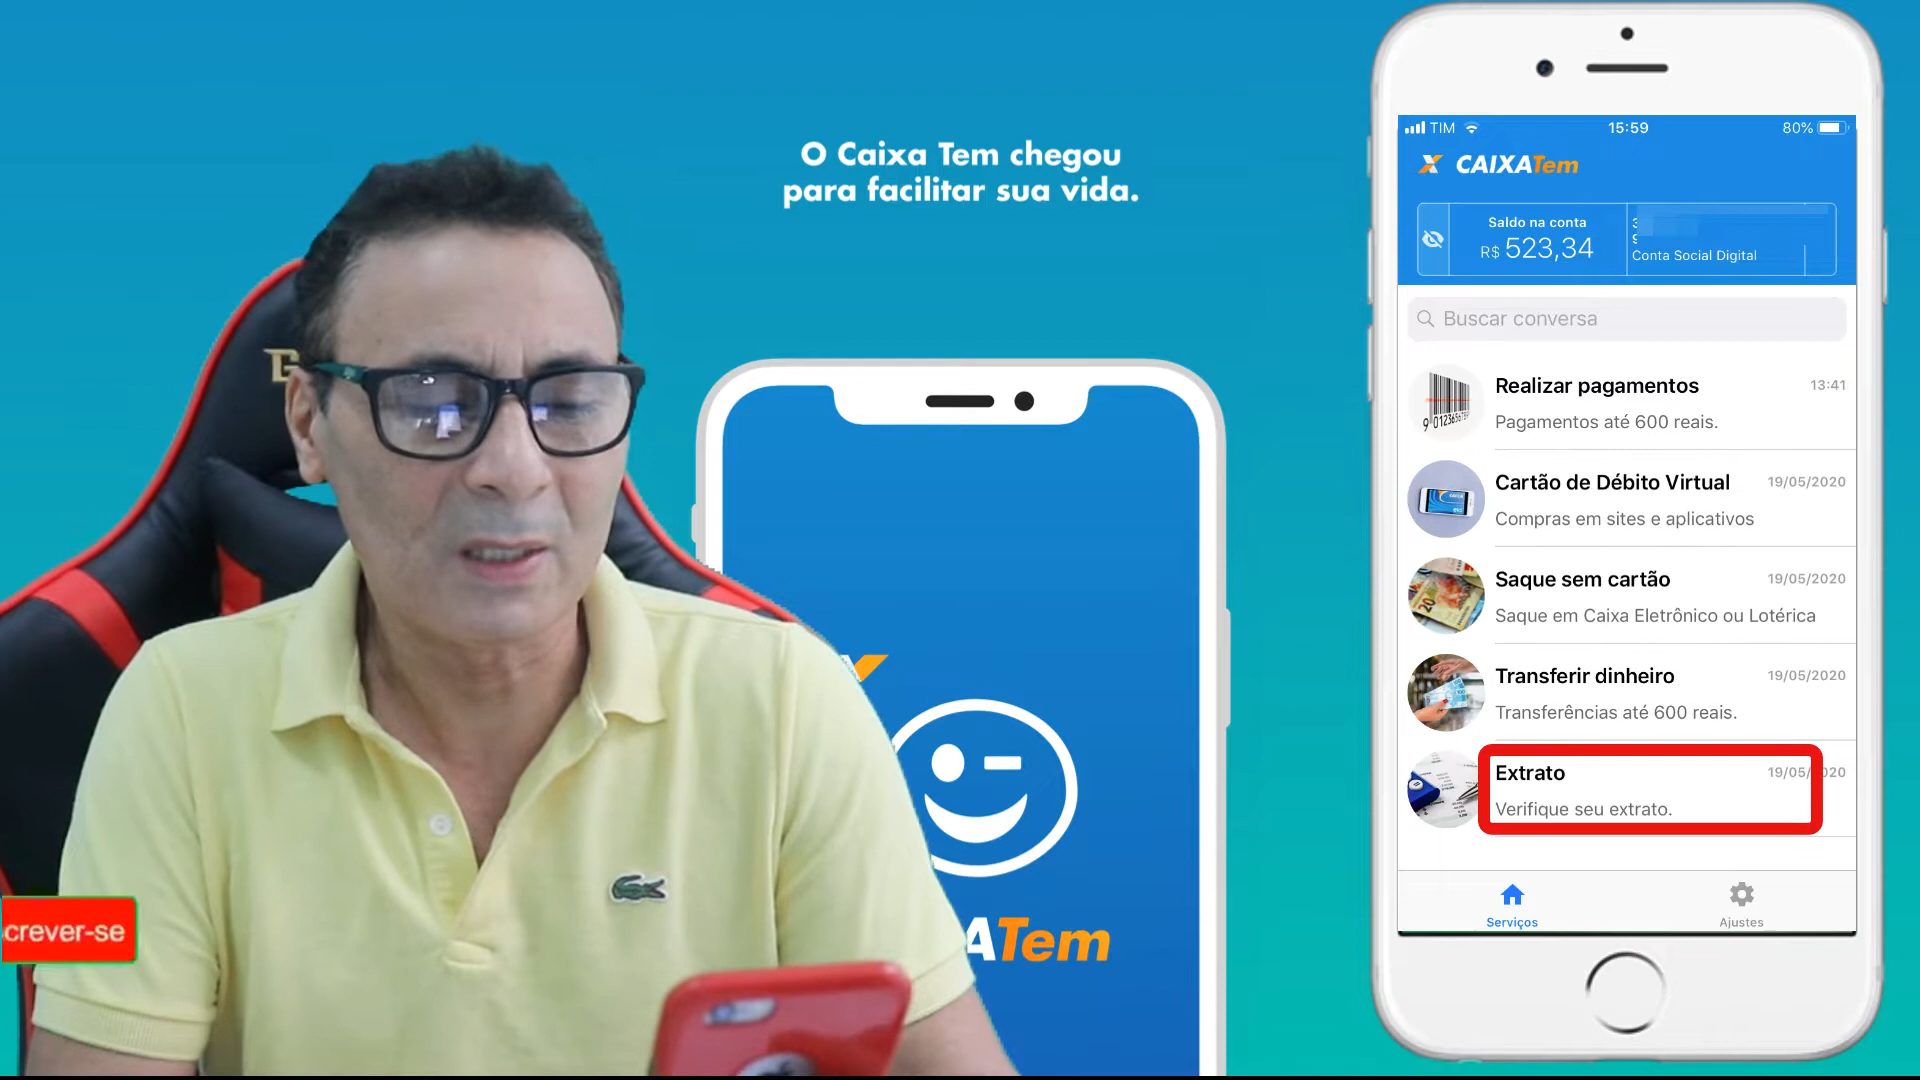 O Caixa Tem chegou
para facilitar sua vida.
ATem
crever-se
TIM
15:59
80%
CAIXATem
Saldo na conta
R$ 523,34
Conta Social Digital
Buscar conversa
Realizar pagamentos
13:41
Pagamentos até 600 reais.
Cartão de Débito Virtual
19/05/2020
Compras em sites e aplicativos
Saque sem cartão
19/05/2020
Saque em Caixa Eletrônico ou Lotérica
Transferir dinheiro
19/05/2020
Transferências até 600 reais.
Extrato
19/05/2020
Verifique seu extrato.
Serviços
Ajustes